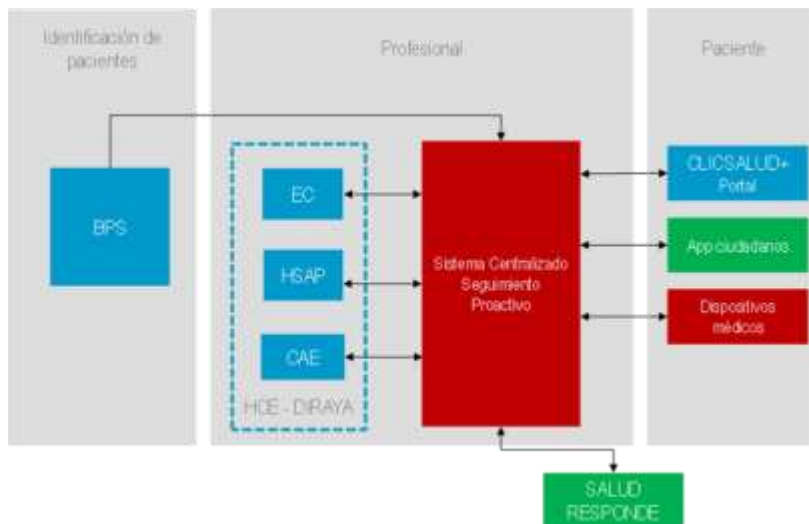 Identificación de
pacientes
Profesional
Paciente
BPS
EC
HSAP
CAE
HCE - DIRAYA
Sistema Centralizado
Seguimiento
Proactivo
CLICSALUD+
Portal
App ciudadanos
Dispositivos
médicos
SALUD
RESPONDE